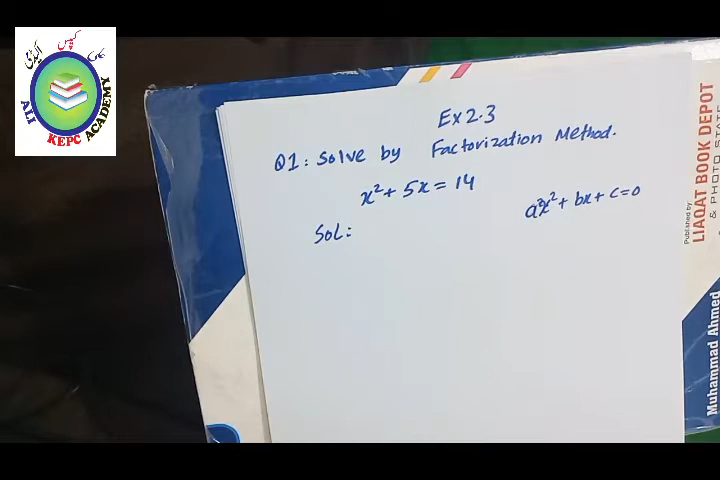 علی کیپس اکیڈمی
ALI KEPC ACADEMY
Ex 2.3
Q1: Solve by Factorization Method.
x² + 5x = 14
a²x² + bx + c = 0
Sol:
Published by
LIAQAT BOOK DEPOT
& PHOTO STATE
Muhammad Ahmed